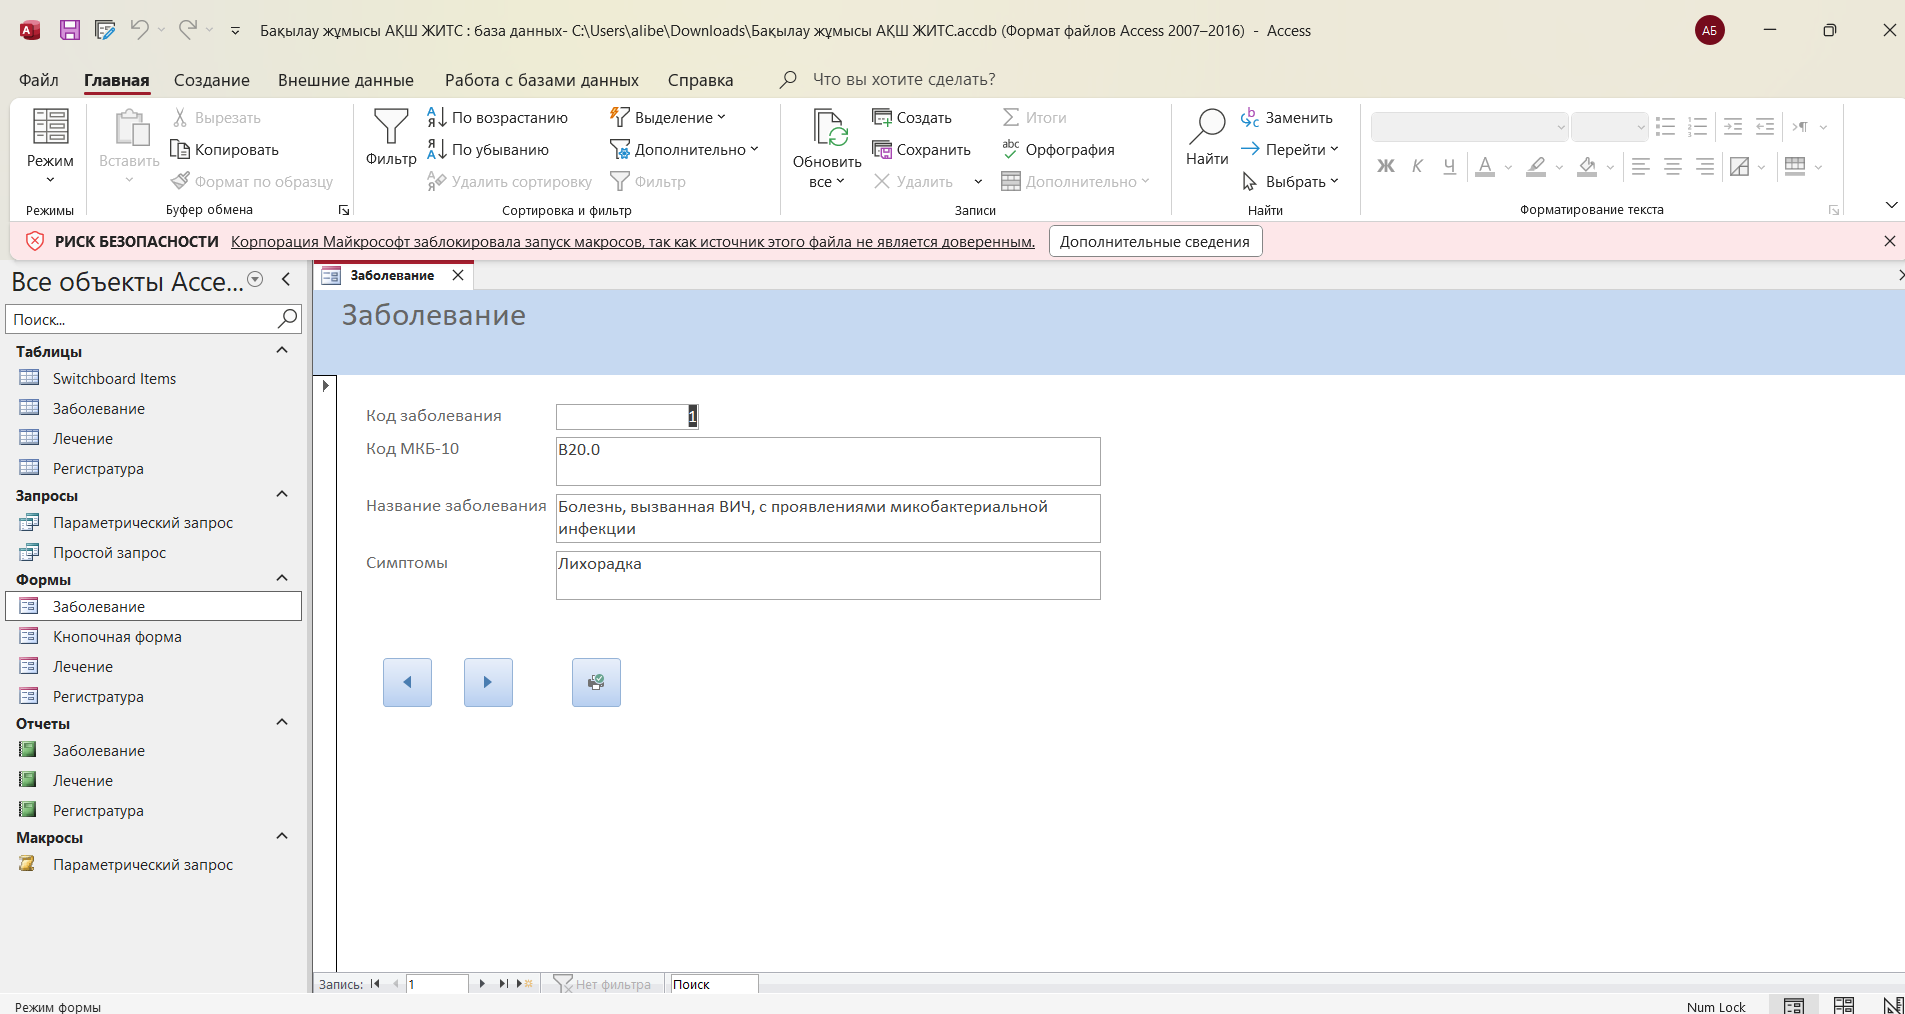 Бақылау жұмысы АҚШ ЖИТС : база данных- C:\Users\alibe\Downloads\Бақылау жұмысы АҚШ ЖИТС.accdb (Формат файлов Access 2007–2016) - Access
АБ
Файл Главная Создание Внешние данные Работа с базами данных Справка Что вы хотите сделать?
Режим
Режимы
Вставить
Вырезать
Копировать
Формат по образцу
Буфер обмена
Фильтр
По возрастанию
По убыванию
Удалить сортировку
Выделение
Дополнительно
Фильтр
Сортировка и фильтр
Обновить
все
Создать
Сохранить
Удалить
Итоги
Орфография
Дополнительно
Записи
Найти
Заменить
Перейти
Выбрать
Найти
Ж К Ч А
Форматирование текста
РИСК БЕЗОПАСНОСТИ Корпорация Майкрософт заблокировала запуск макросов, так как источник этого файла не является доверенным. Дополнительные сведения
Все объекты Acce...
Поиск...
Таблицы
Switchboard Items
Заболевание
Лечение
Регистратура
Запросы
Параметрический запрос
Простой запрос
Формы
Заболевание
Кнопочная форма
Лечение
Регистратура
Отчеты
Заболевание
Лечение
Регистратура
Макросы
Параметрический запрос
Заболевание
Заболевание
Код заболевания 1
Код МКБ-10 B20.0
Название заболевания Болезнь, вызванная ВИЧ, с проявлениями микобактериальной
инфекции
Симптомы Лихорадка
Запись: 1 Нет фильтра Поиск
Режим формы Num Lock